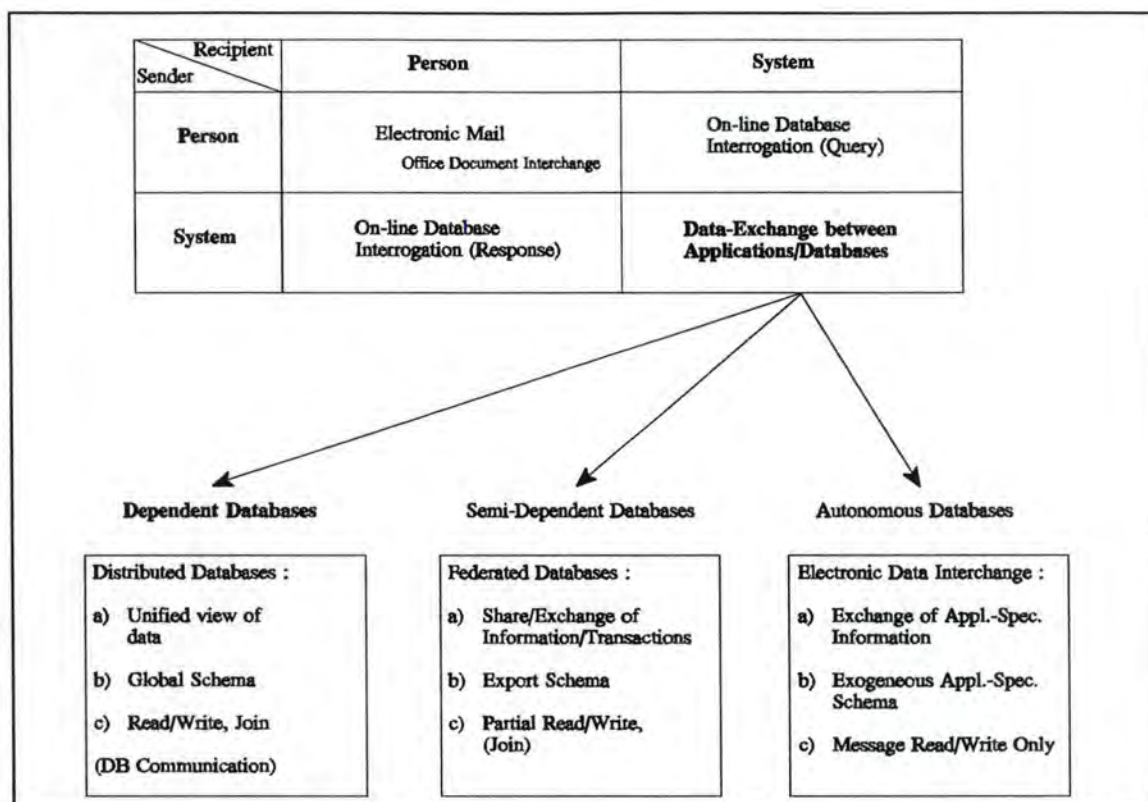 Recipient
Sender
Person
System
Person
Electronic Mail
Office Document Interchange
On-line Database
Interrogation (Query)
System
On-line Database
Interrogation (Response)
Data-Exchange between
Applications/Databases
Dependent Databases
Semi-Dependent Databases
Autonomous Databases
Distributed Databases :
a) Unified view of
data
b) Global Schema
c) Read/Write, Join
(DB Communication)
Federated Databases :
a) Share/Exchange of
Information/Transactions
b) Export Schema
c) Partial Read/Write,
(Join)
Electronic Data Interchange :
a) Exchange of Appl.-Spec.
Information
b) Exogeneous Appl.-Spec.
Schema
c) Message Read/Write Only